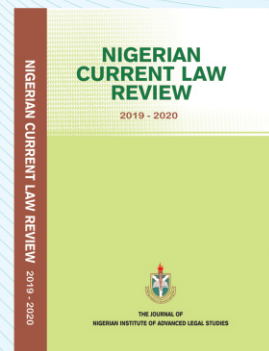 NIGERIAN CURRENT LAW REVIEW 2019 - 2020
NIGERIAN
CURRENT LAW
REVIEW
2019 - 2020
THE JOURNAL OF
NIGERIAN INSTITUTE OF ADVANCED LEGAL STUDIES